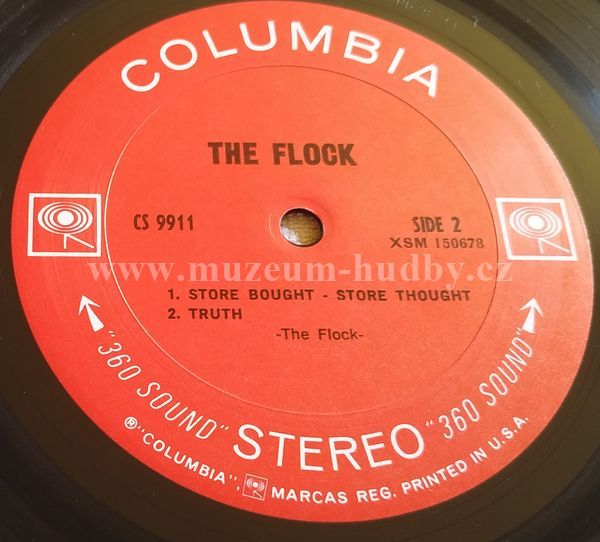 COLUMBIA
THE FLOCK
CS 9911
SIDE 2
XSM 150678
www.muzeum-hudby.cz
1. STORE BOUGHT - STORE THOUGHT
2. TRUTH
-The Flock-
"360 SOUND" STEREO "360 SOUND"
® "COLUMBIA", MARCAS REG. PRINTED IN U.S.A.